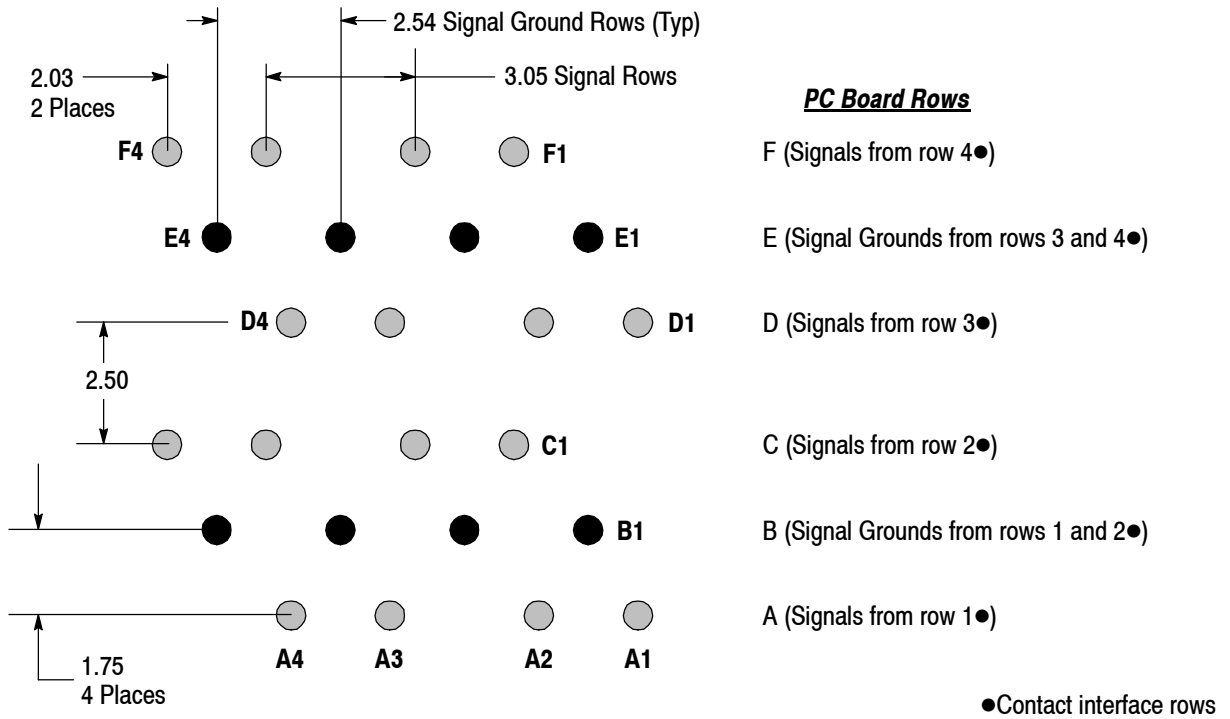 2.54 Signal Ground Rows (Typ)
2.03
2 Places
3.05 Signal Rows
PC Board Rows
F4
F1
F (Signals from row 4●)
E4
E1
E (Signal Grounds from rows 3 and 4●)
D4
D1
D (Signals from row 3●)
2.50
C1
C (Signals from row 2●)
B1
B (Signal Grounds from rows 1 and 2●)
A (Signals from row 1●)
A4 A3 A2 A1
1.75
4 Places
●Contact interface rows